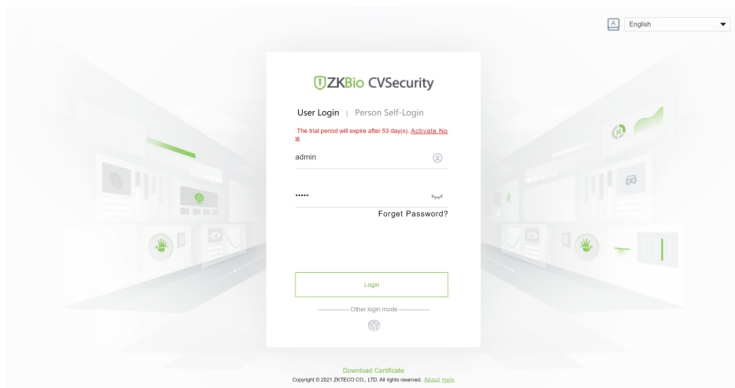 English
ZKBio CVSecurity
User Login | Person Self-Login
The trial period will expire after 53 day(s). Activate No
w.
admin
•••••
Forget Password?
Login
Other login mode
Download Certificate
Copyright © 2021 ZKTECO CO., LTD. All rights reserved. About